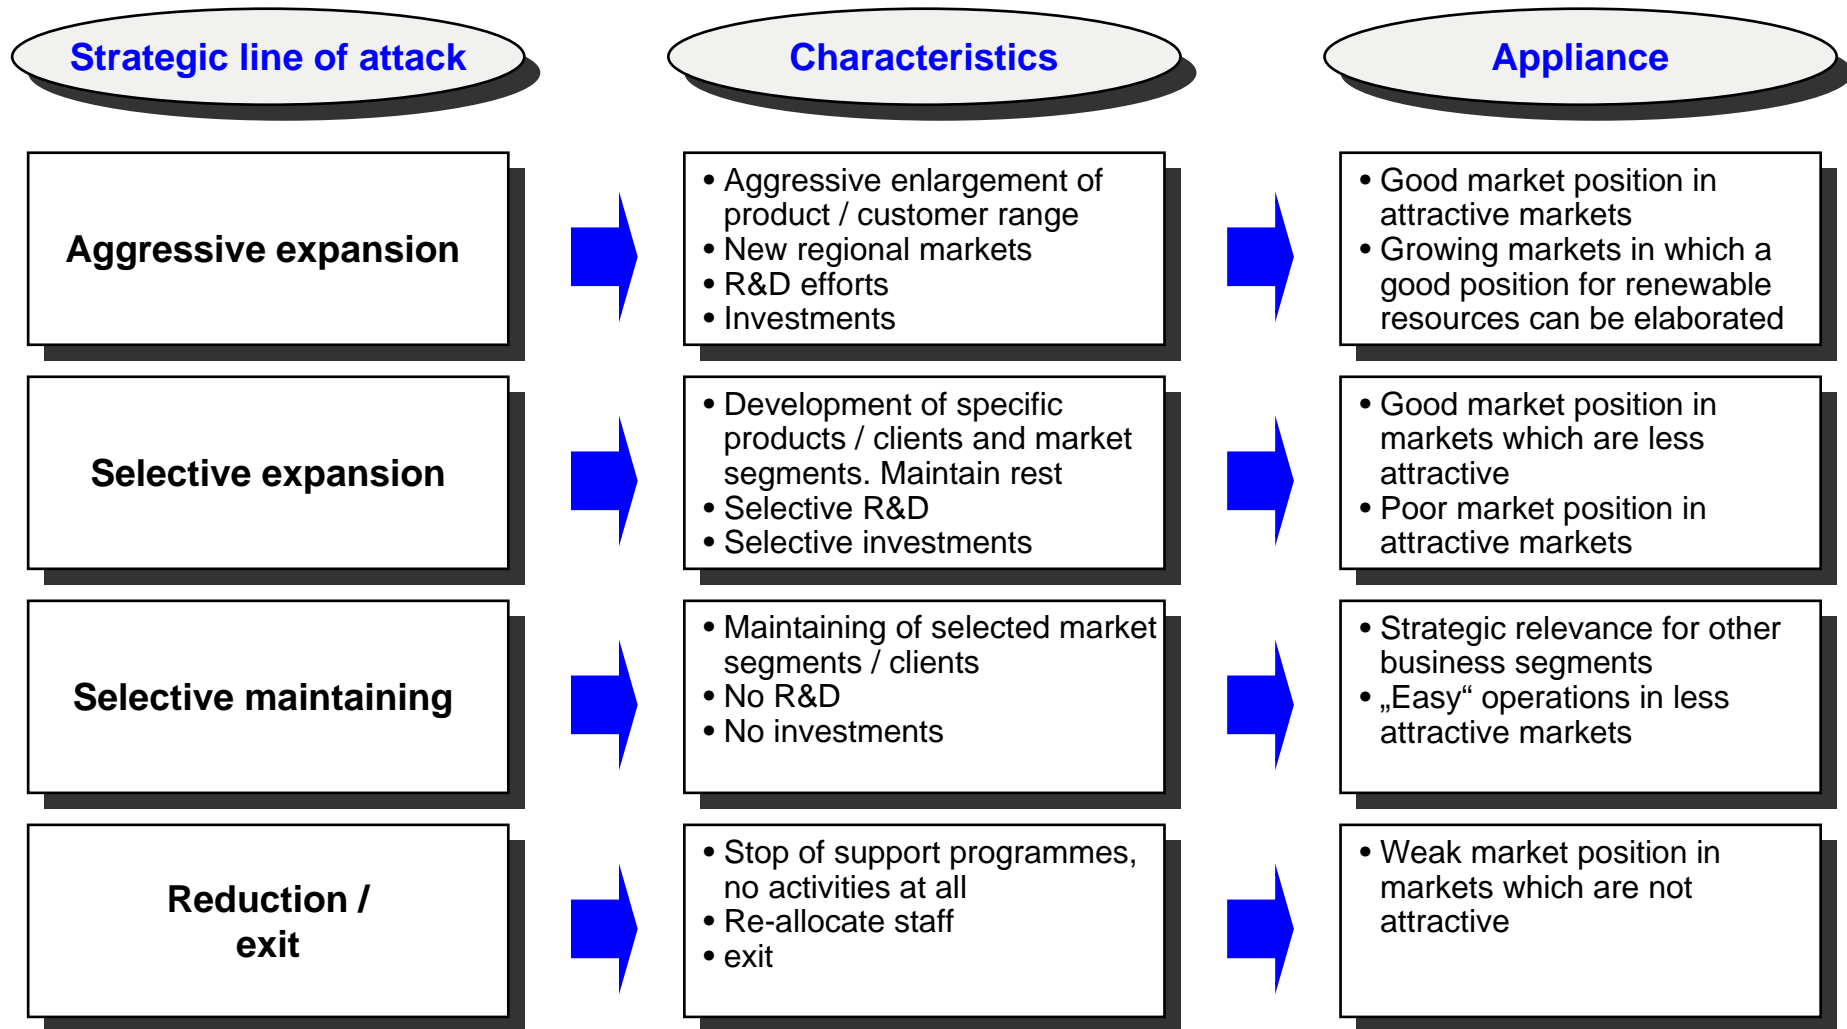 Strategic line of attack
Characteristics
Appliance
Aggressive expansion
• Aggressive enlargement of
product / customer range
• New regional markets
• R&D efforts
• Investments
• Good market position in
attractive markets
• Growing markets in which a
good position for renewable
resources can be elaborated
Selective expansion
• Development of specific
products / clients and market
segments. Maintain rest
• Selective R&D
• Selective investments
• Good market position in
markets which are less
attractive
• Poor market position in
attractive markets
Selective maintaining
• Maintaining of selected market
segments / clients
• No R&D
• No investments
• Strategic relevance for other
business segments
• „Easy“ operations in less
attractive markets
Reduction /
exit
• Stop of support programmes,
no activities at all
• Re-allocate staff
• exit
• Weak market position in
markets which are not
attractive